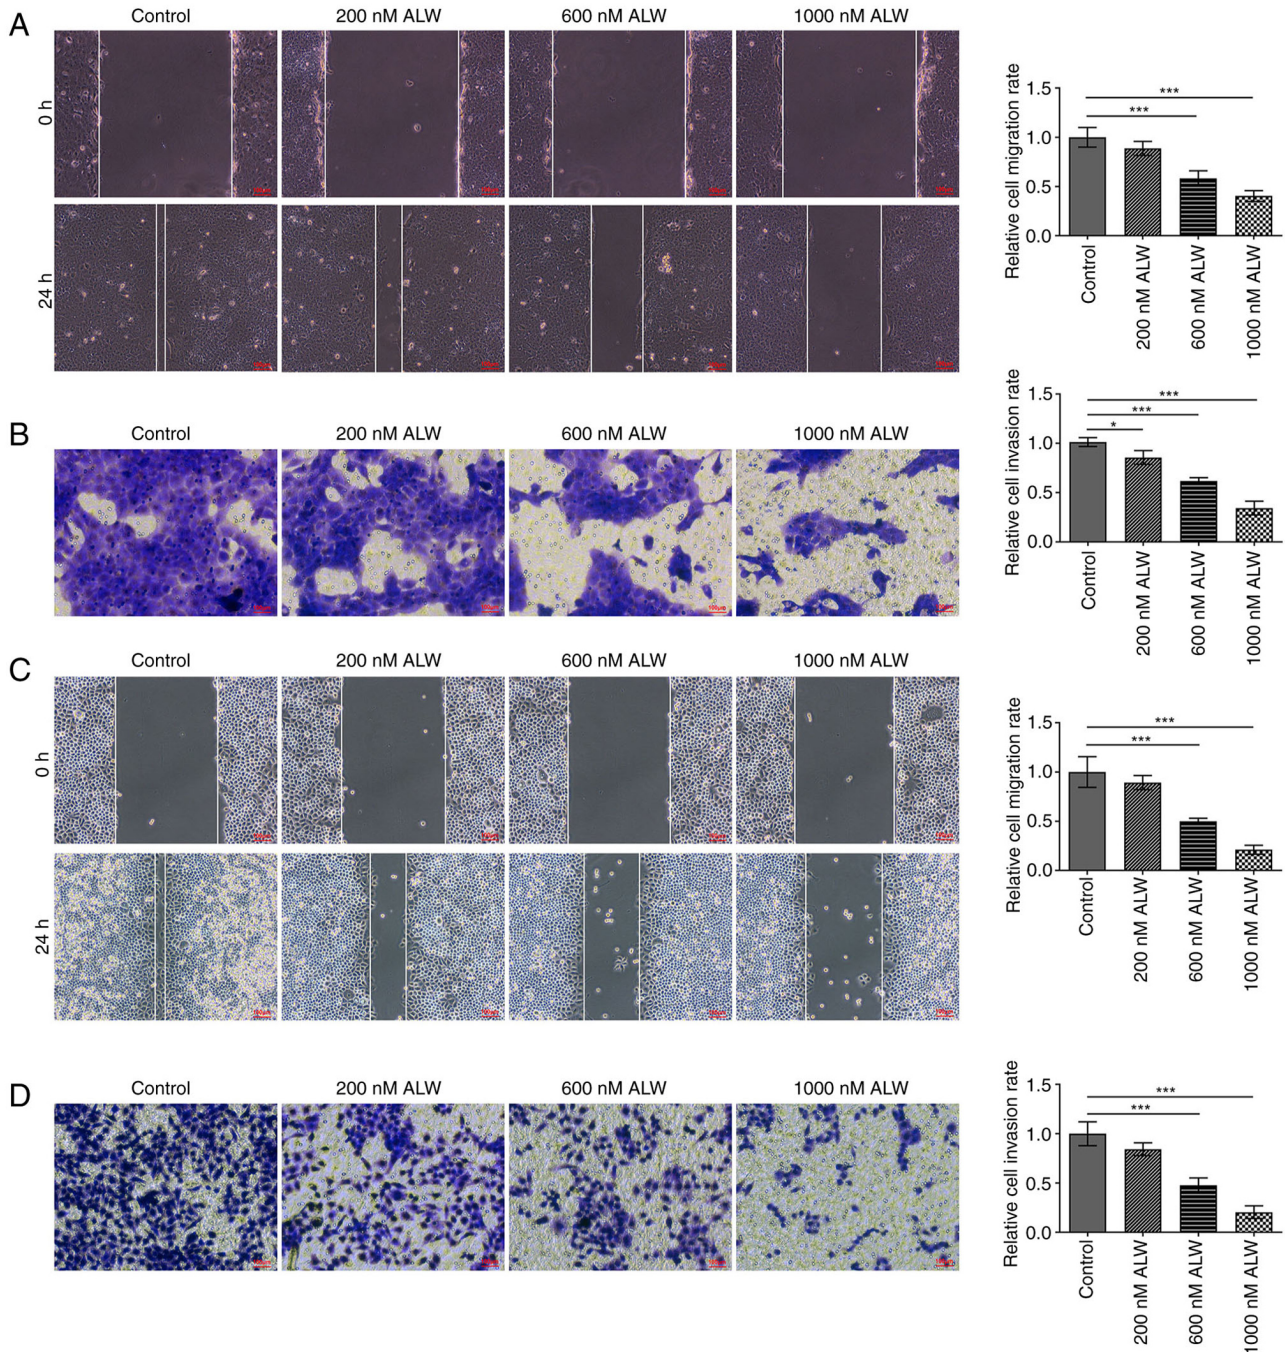 A
Control
200 nM ALW
600 nM ALW
1000 nM ALW
0 h
24 h
Relative cell migration rate
1.5
1.0
0.5
0.0
***
***
Control
200 nM ALW
600 nM ALW
1000 nM ALW
B
Control
200 nM ALW
600 nM ALW
1000 nM ALW
100μm
Relative cell invasion rate
1.5
1.0
0.5
0.0
***
***
*
Control
200 nM ALW
600 nM ALW
1000 nM ALW
C
Control
200 nM ALW
600 nM ALW
1000 nM ALW
0 h
24 h
Relative cell migration rate
1.5
1.0
0.5
0.0
***
***
Control
200 nM ALW
600 nM ALW
1000 nM ALW
D
Control
200 nM ALW
600 nM ALW
1000 nM ALW
Relative cell invasion rate
1.5
1.0
0.5
0.0
***
***
Control
200 nM ALW
600 nM ALW
1000 nM ALW